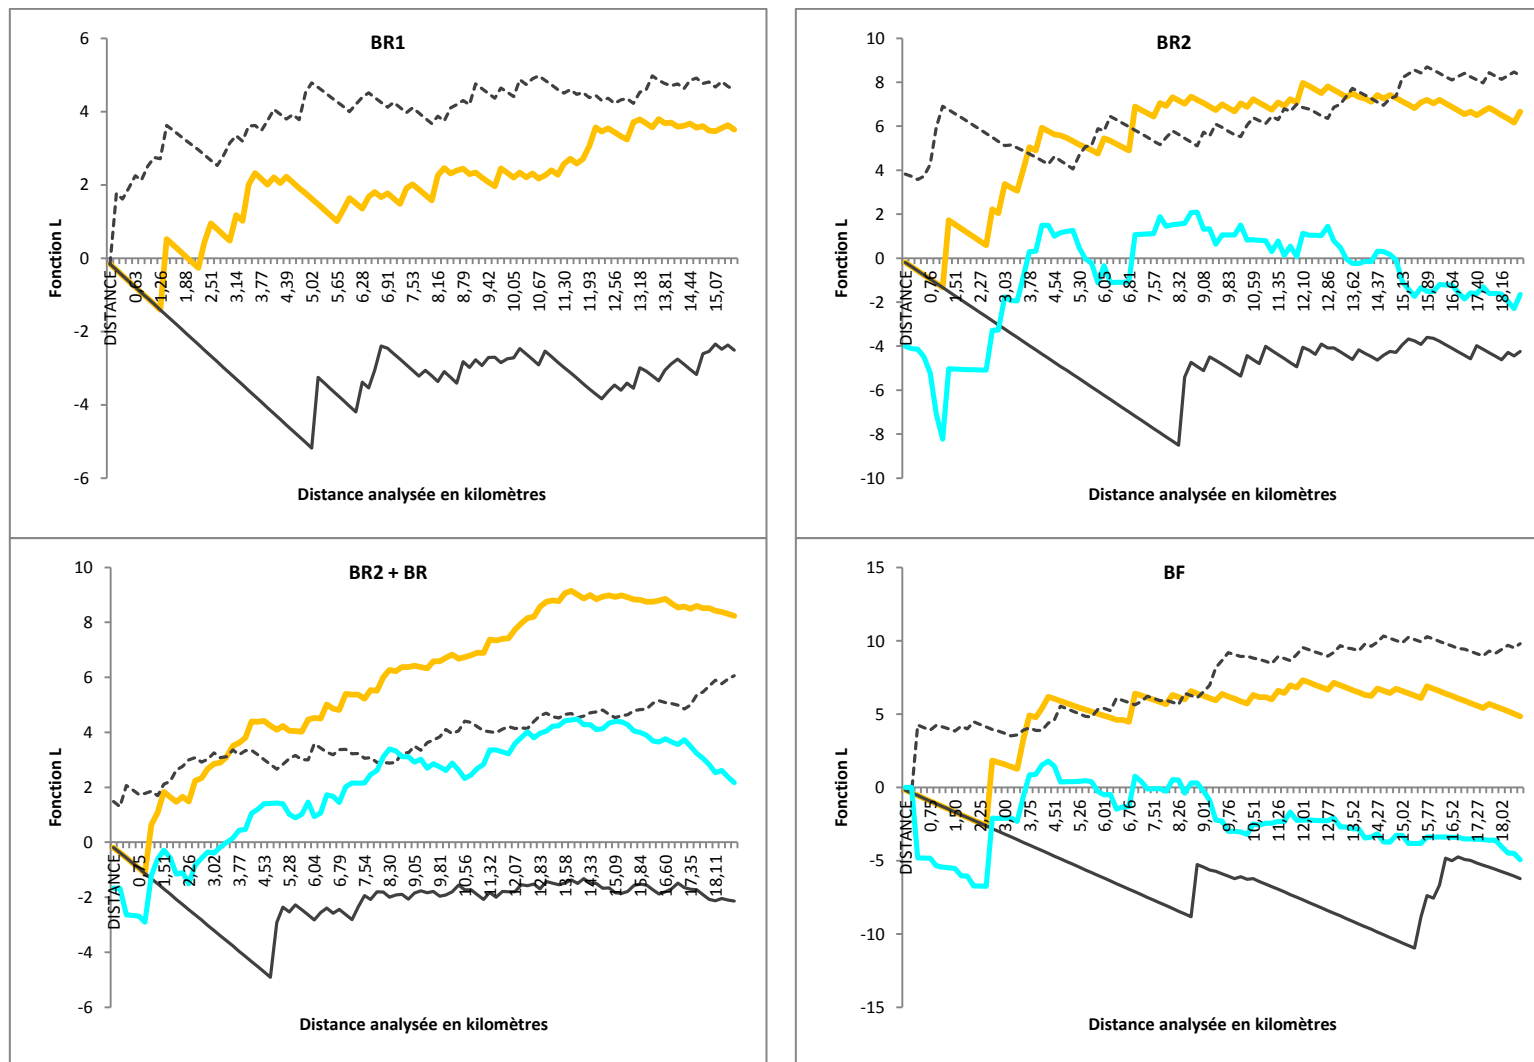 BR1
Fonction L
6
4
2
0
-2
-4
-6
DISTANCE 0,63 1,26 1,88 2,51 3,14 3,77 4,39 5,02 5,65 6,28 6,91 7,53 8,16 8,79 9,42 10,05 10,67 11,30 11,93 12,56 13,18 13,81 14,44 15,07
Distance analysée en kilomètres
BR2
Fonction L
10
8
6
4
2
0
-2
-4
-6
-8
-10
DISTANCE 0,76 1,51 2,27 3,03 3,78 4,54 5,30 6,05 6,81 7,57 8,32 9,08 9,83 10,59 11,35 12,10 12,86 13,62 14,37 15,13 15,89 16,64 17,40 18,16
Distance analysée en kilomètres
BR2 + BR
Fonction L
10
8
6
4
2
0
-2
-4
-6
DISTANCE 0,75 1,51 2,26 3,02 3,77 4,53 5,28 6,04 6,79 7,54 8,30 9,05 9,81 10,56 11,32 12,07 12,83 13,58 14,33 15,09 15,84 16,60 17,35 18,11
Distance analysée en kilomètres
BF
Fonction L
15
10
5
0
-5
-10
-15
DISTANCE 0,75 1,50 2,25 3,00 3,75 4,51 5,26 6,01 6,76 7,51 8,26 9,01 9,76 10,51 11,26 12,01 12,77 13,52 14,27 15,02 15,77 16,52 17,27 18,02
Distance analysée en kilomètres